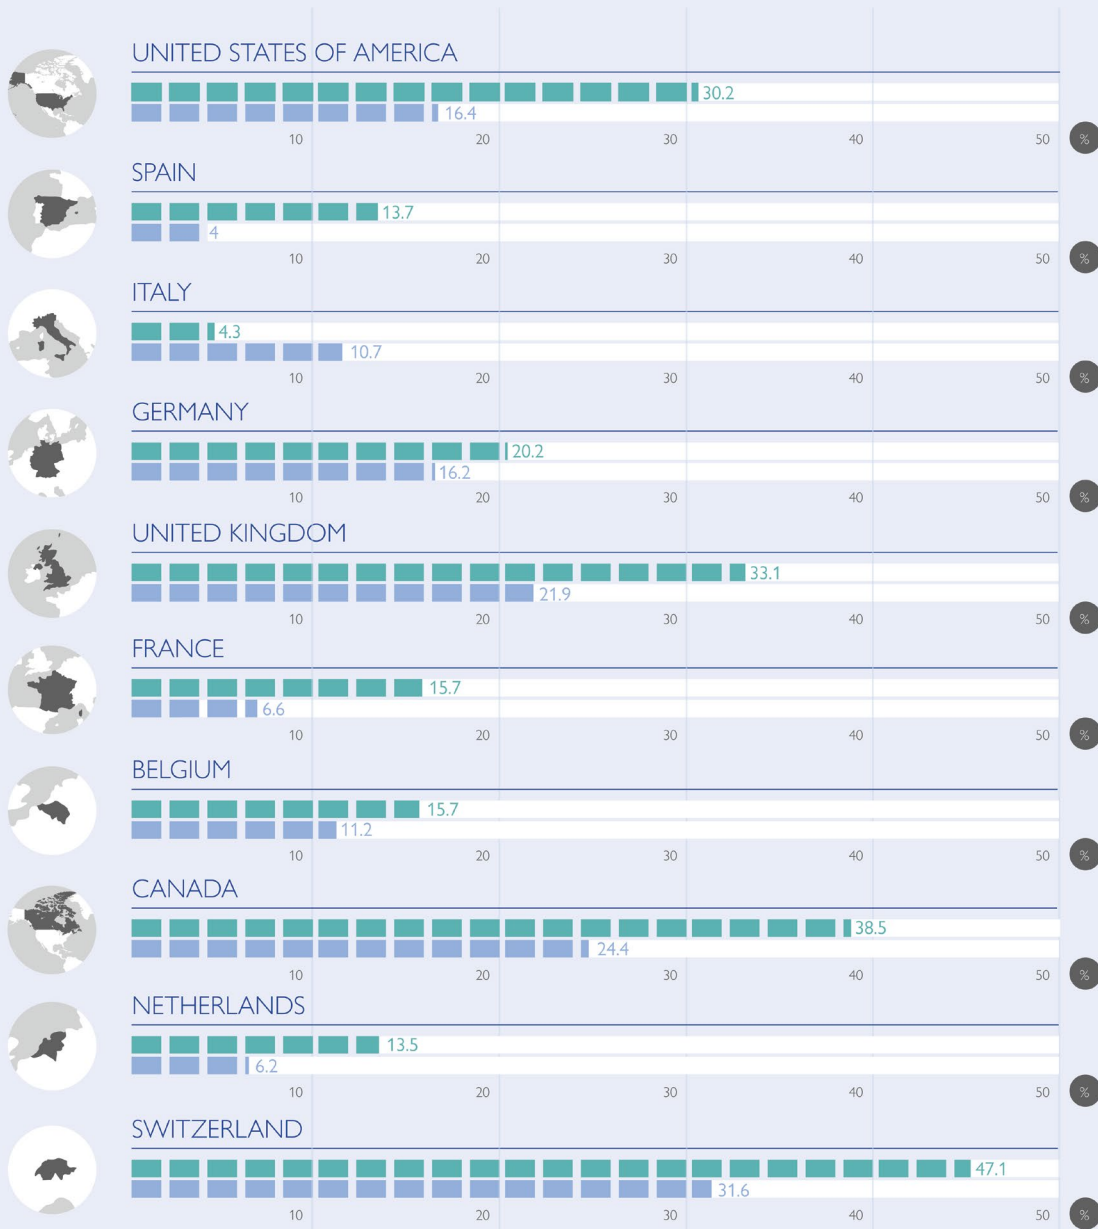 UNITED STATES OF AMERICA
30.2
16.4
10 20 30 40 50 %
SPAIN
13.7
4
10 20 30 40 50 %
ITALY
4.3
10.7
10 20 30 40 50 %
GERMANY
20.2
16.2
10 20 30 40 50 %
UNITED KINGDOM
33.1
21.9
10 20 30 40 50 %
FRANCE
15.7
6.6
10 20 30 40 50 %
BELGIUM
15.7
11.2
10 20 30 40 50 %
CANADA
38.5
24.4
10 20 30 40 50 %
NETHERLANDS
13.5
6.2
10 20 30 40 50 %
SWITZERLAND
47.1
31.6
10 20 30 40 50 %